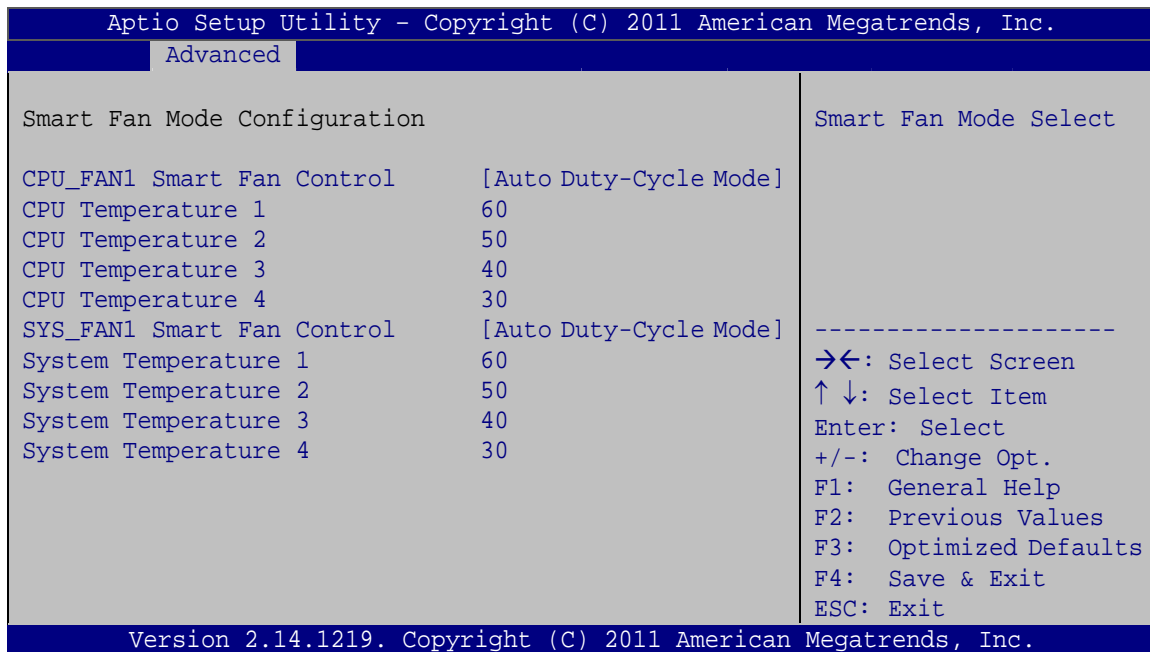 Aptio Setup Utility – Copyright (C) 2011 American Megatrends, Inc.
Advanced
Smart Fan Mode Configuration
CPU_FAN1 Smart Fan Control [Auto Duty-Cycle Mode]
CPU Temperature 1 60
CPU Temperature 2 50
CPU Temperature 3 40
CPU Temperature 4 30
SYS_FAN1 Smart Fan Control [Auto Duty-Cycle Mode]
System Temperature 1 60
System Temperature 2 50
System Temperature 3 40
System Temperature 4 30
Smart Fan Mode Select
---------------------
→←: Select Screen
↑ ↓: Select Item
Enter: Select
+/-: Change Opt.
F1: General Help
F2: Previous Values
F3: Optimized Defaults
F4: Save & Exit
ESC: Exit
Version 2.14.1219. Copyright (C) 2011 American Megatrends, Inc.